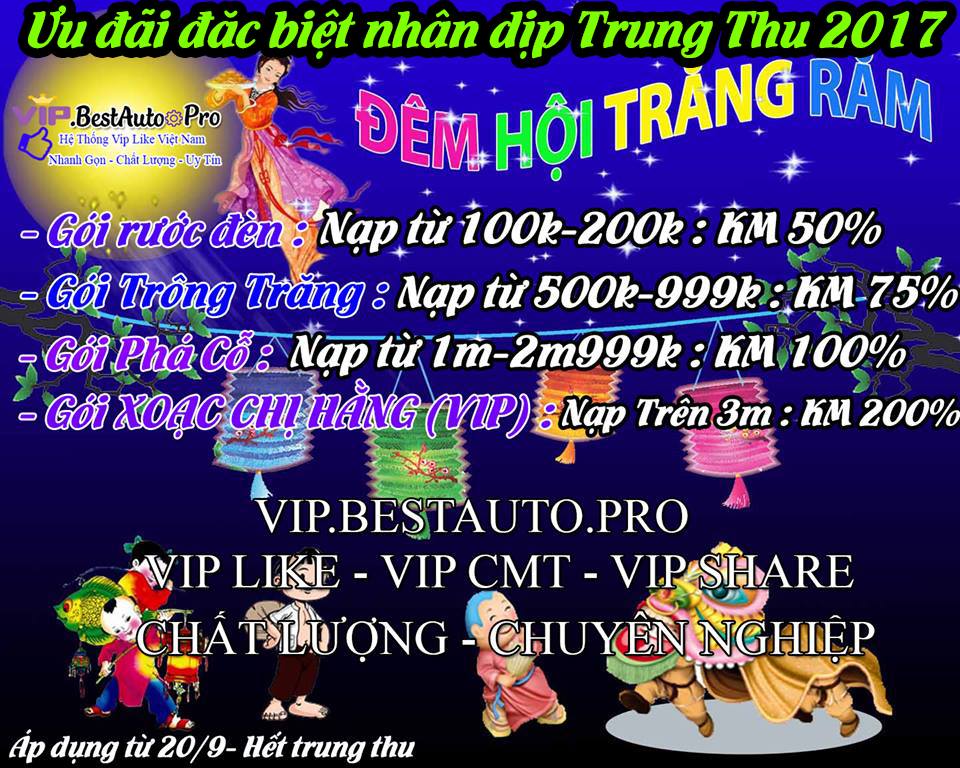 Ưu đãi đăc biệt nhân dịp Trung Thu 2017
ĐÊM HỘI TRĂNG RẰM
VIP.BestAuto Pro
Hệ Thống Vip Like Việt Nam
Nhanh Gọn - Chất Lượng - Uy Tín
- Gói rước đèn : Nạp từ 100k-200k : KM 50%
- Gói Trông Trăng : Nạp từ 500k-999k : KM 75%
- Gói Phá Cỗ : Nạp từ 1m-2m999k : KM 100%
- Gói XOẠC CHỊ HẰNG (VIP) : Nạp Trên 3m : KM 200%
VIP.BESTAUTO.PRO
VIP LIKE - VIP CMT - VIP SHARE
CHẤT LƯỢNG - CHUYÊN NGHIỆP
Áp dụng từ 20/9- Hết trung thu